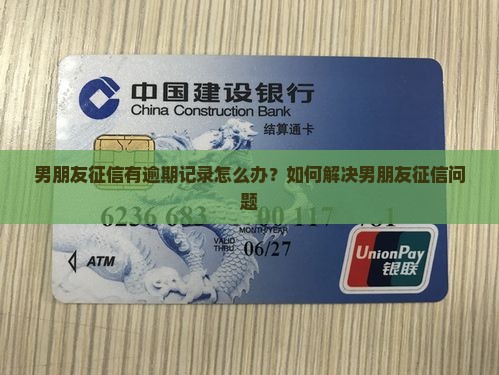 中国建设银行
China Construction Bank
结算通卡
男朋友征信有逾期记录怎么办？如何解决男朋友征信问
题
MONTH/YEAR
VALID
THRU
06/27
ATM
UnionPay
银联